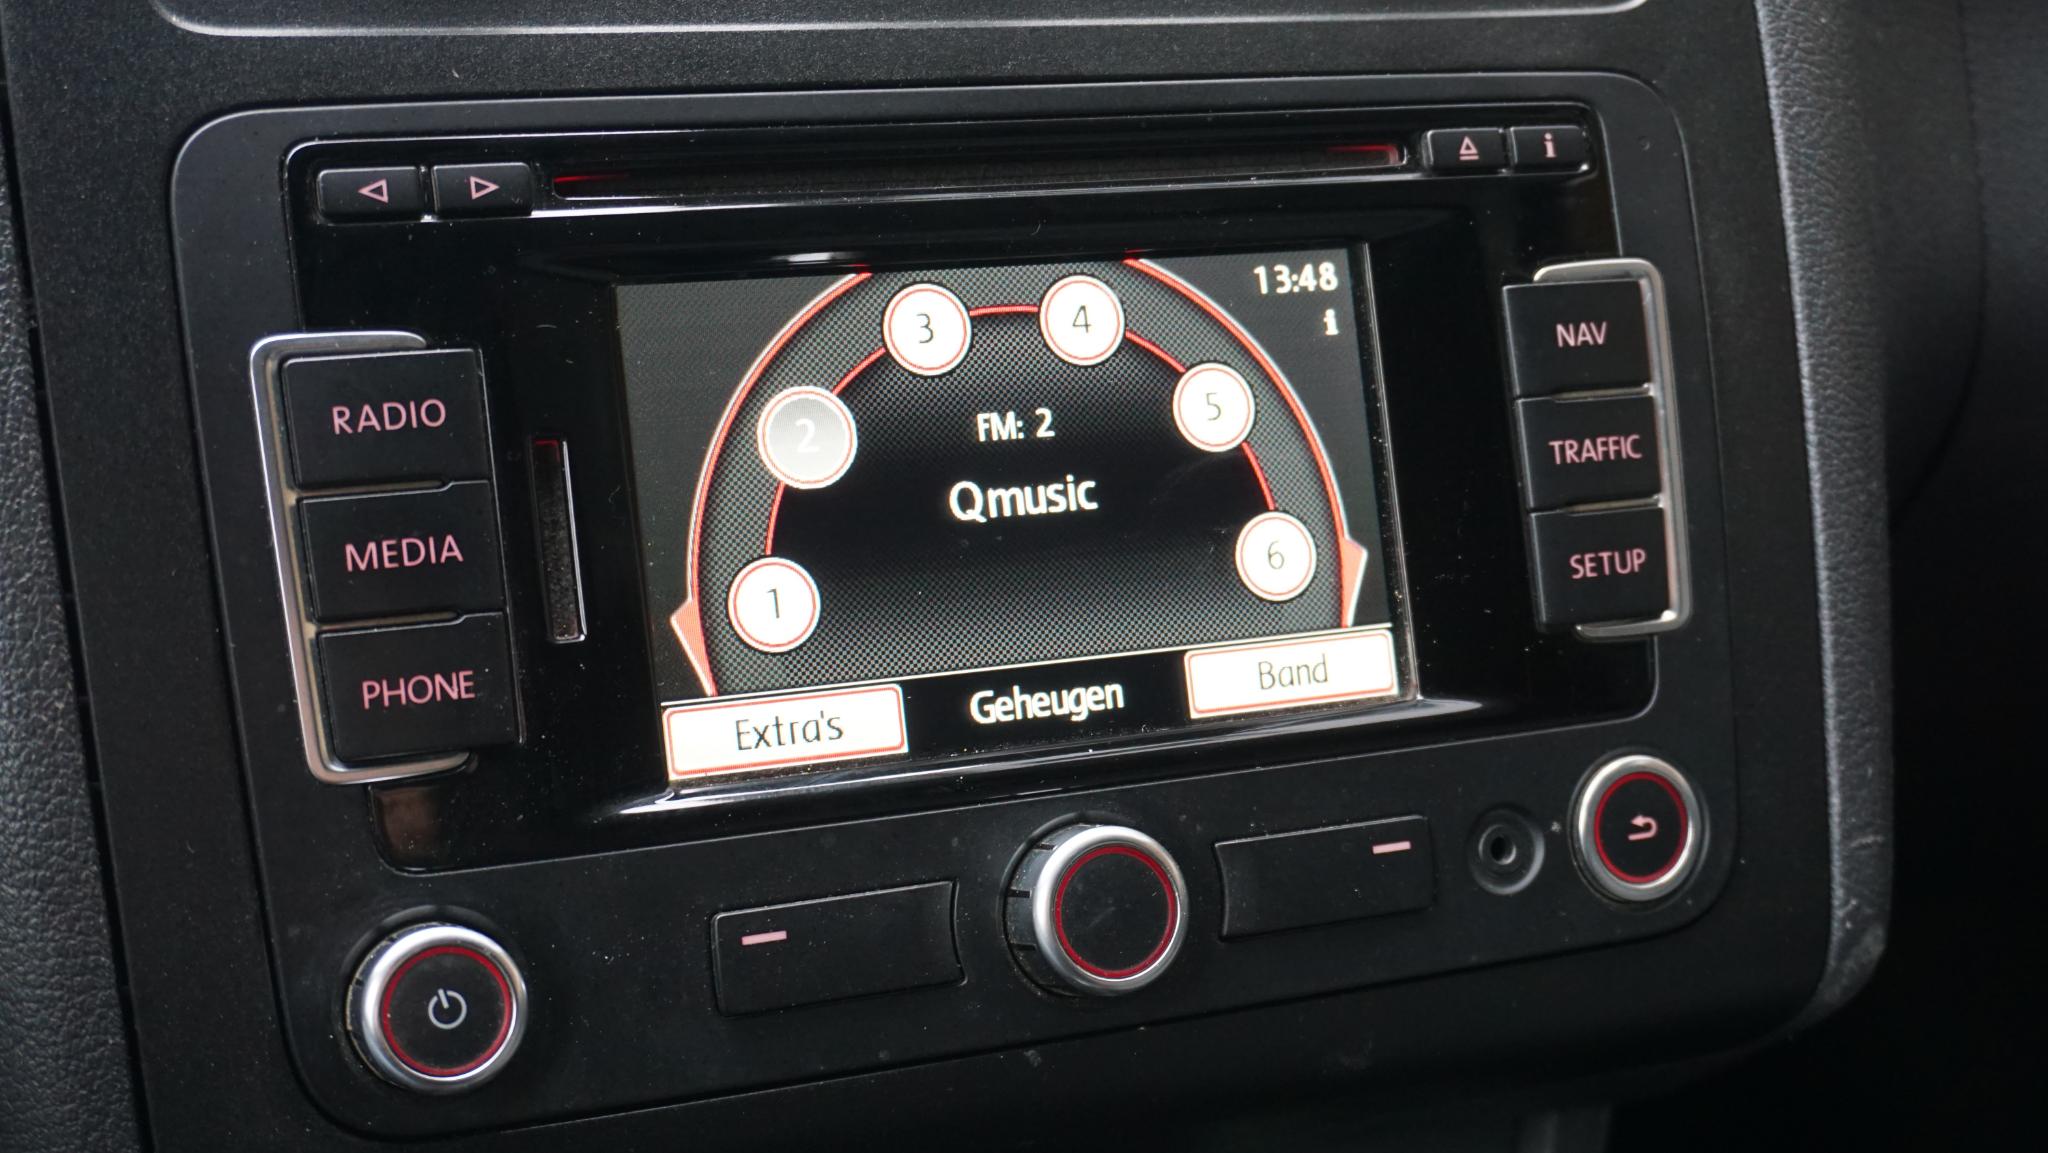 i
RADIO
MEDIA
PHONE
13:48
i
3
4
2
5
1
6
FM: 2
Qmusic
Extra's
Geheugen
Band
NAV
TRAFFIC
SETUP